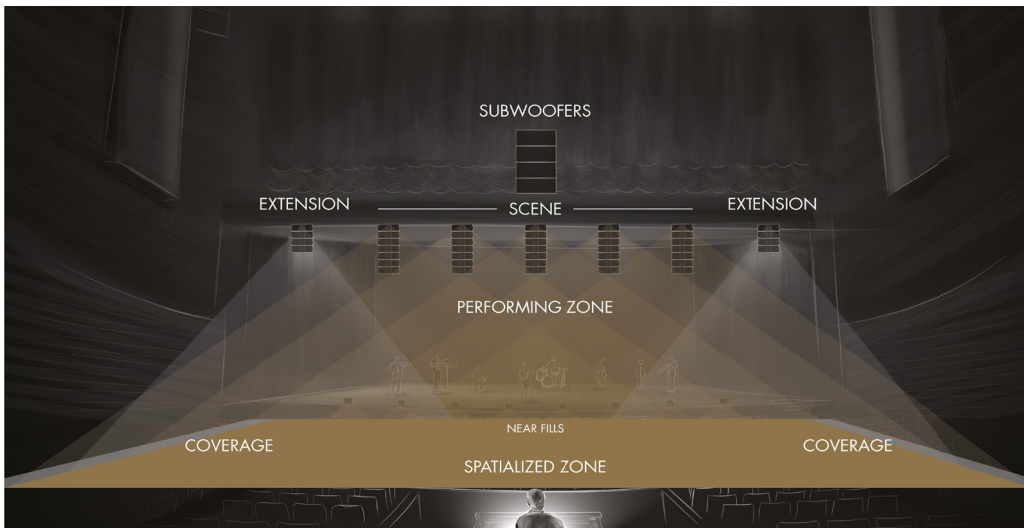 SUBWOOFERS
EXTENSION
SCENE
EXTENSION
PERFORMING ZONE
NEAR FILLS
COVERAGE
COVERAGE
SPATIALIZED ZONE